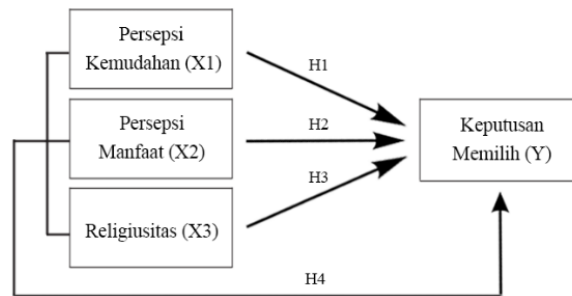 Persepsi
Kemudahan (X1)
H1
Persepsi
Manfaat (X2)
H2
Keputusan
Memilih (Y)
H3
Religiusitas (X3)
H4